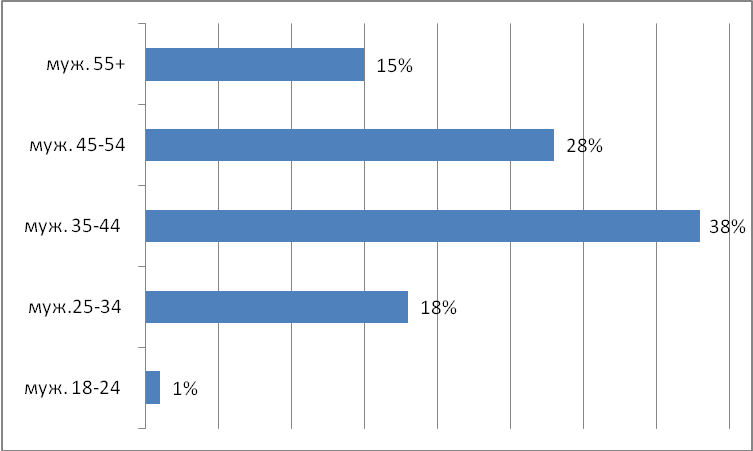 муж. 55+ 15%
муж. 45-54 28%
муж. 35-44 38%
муж.25-34 18%
муж. 18-24 1%